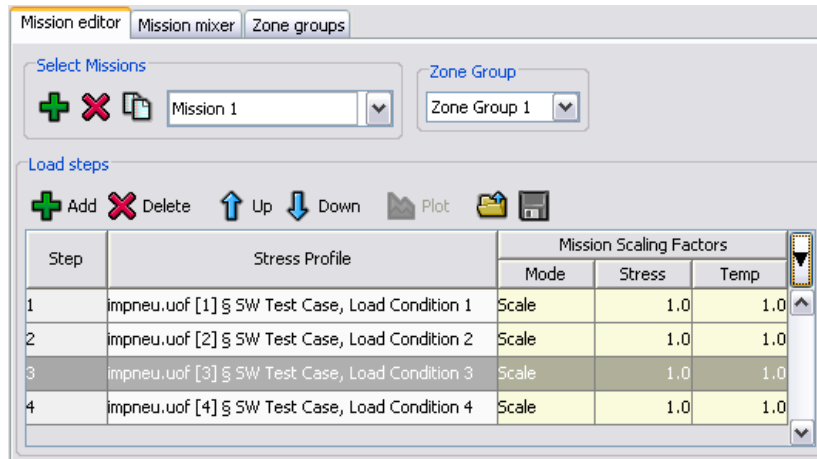 Mission editor Mission mixer Zone groups
Select Missions Zone Group
Mission 1 Zone Group 1
Load steps
Add Delete Up Down Plot
Step Stress Profile Mission Scaling Factors
Mode Stress Temp
1 impneu.uof [1] § SW Test Case, Load Condition 1 Scale 1.0 1.0
2 impneu.uof [2] § SW Test Case, Load Condition 2 Scale 1.0 1.0
3 impneu.uof [3] § SW Test Case, Load Condition 3 Scale 1.0 1.0
4 impneu.uof [4] § SW Test Case, Load Condition 4 Scale 1.0 1.0